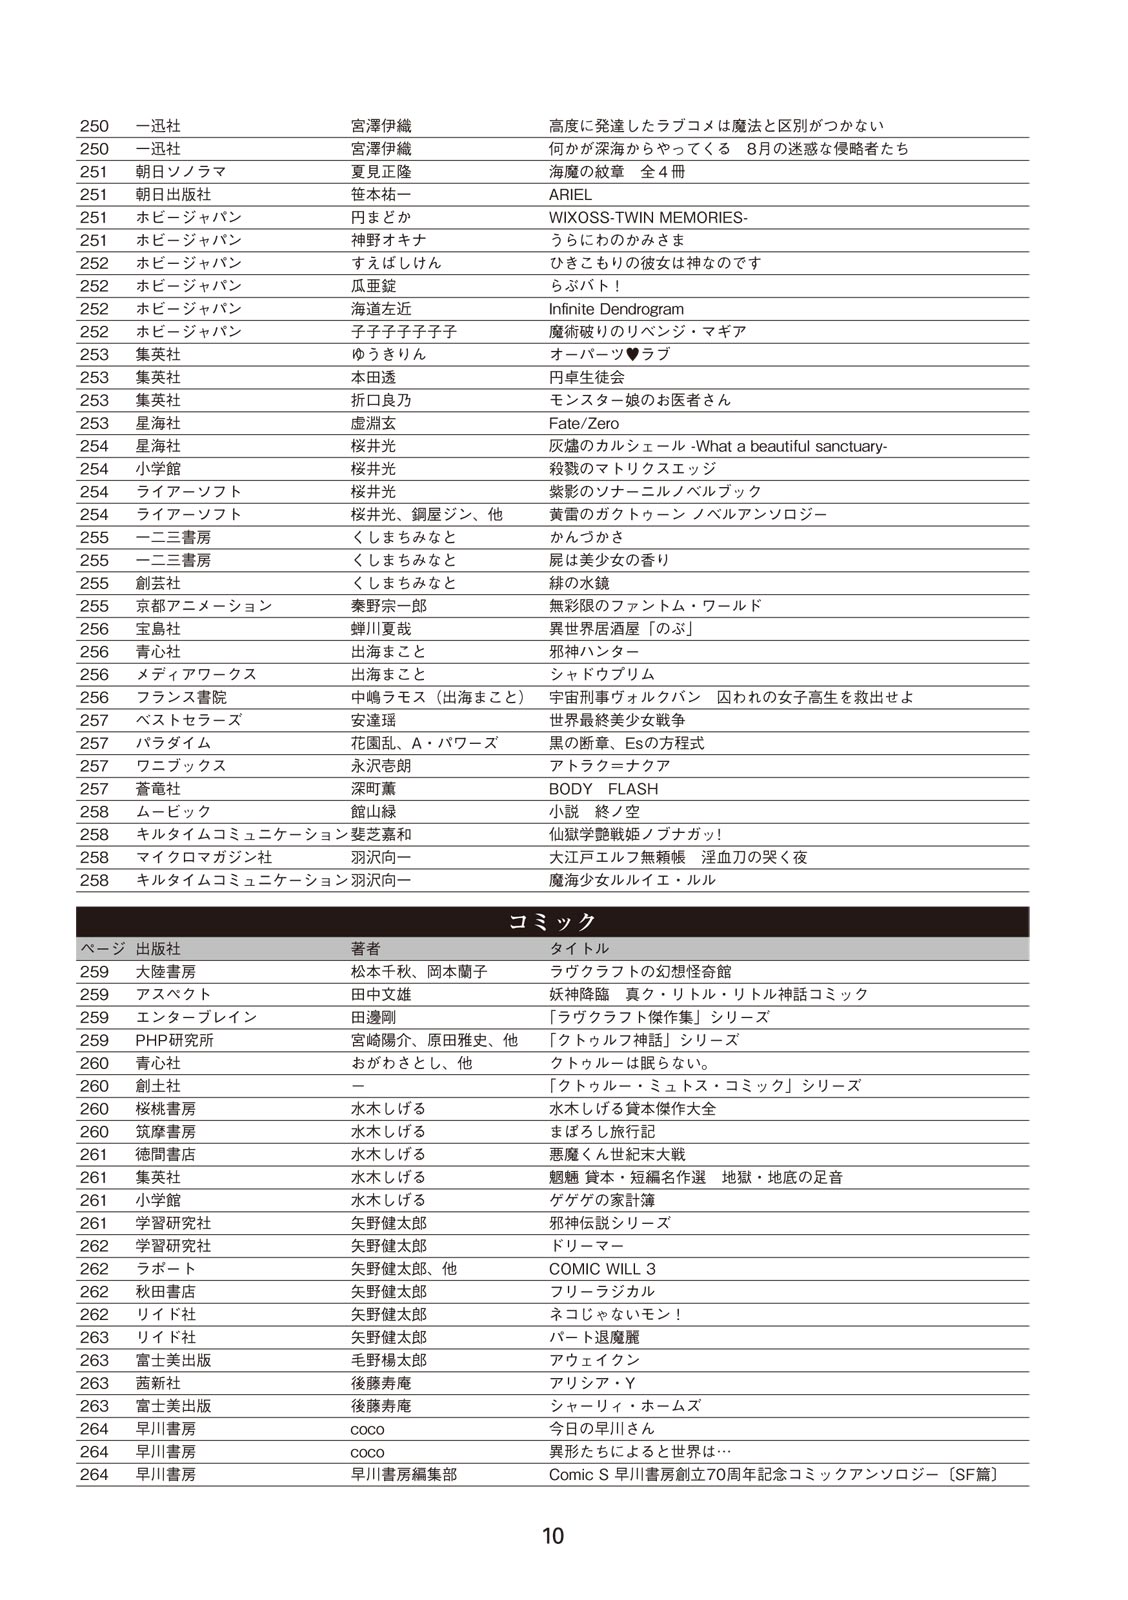 250 一迅社 宮澤伊織 高度に発達したラブコメは魔法と区別がつかない
250 一迅社 宮澤伊織 何かが深海からやってくる　8月の迷惑な侵略者たち
251 朝日ソノラマ 夏見正隆 海魔の紋章　全4冊
251 朝日出版社 笹本祐一 ARIEL
251 ホビージャパン 円まどか WIXOSS-TWIN MEMORIES-
251 ホビージャパン 神野オキナ うらにわのかみさま
252 ホビージャパン すえばしけん ひきこもりの彼女は神なのです
252 ホビージャパン 瓜亜錠 らぶバト！
252 ホビージャパン 海道左近 Infinite Dendrogram
252 ホビージャパン 子子子子子子子 魔術破りのリベンジ・マギア
253 集英社 ゆうきりん オーパーツ♥ラブ
253 集英社 本田透 円卓生徒会
253 集英社 折口良乃 モンスター娘のお医者さん
253 星海社 虚淵玄 Fate/Zero
254 星海社 桜井光 灰燼のカルシェール -What a beautiful sanctuary-
254 小学館 桜井光 殺戮のマトリクスエッジ
254 ライアーソフト 桜井光 紫影のソナーニルノベルブック
254 ライアーソフト 桜井光、鋼屋ジン、他 黄雷のガクトゥーン ノベルアンソロジー
255 一二三書房 くしまちみなと かんづかさ
255 一二三書房 くしまちみなと 屍は美少女の香り
255 創芸社 くしまちみなと 緋の水鏡
255 京都アニメーション 秦野宗一郎 無彩限のファントム・ワールド
256 宝島社 蝉川夏哉 異世界居酒屋「のぶ」
256 青心社 出海まこと 邪神ハンター
256 メディアワークス 出海まこと シャドウプリム
256 フランス書院 中嶋ラモス（出海まこと） 宇宙刑事ヴォルクバン　囚われの女子高生を救出せよ
257 ベストセラーズ 安達瑶 世界最終美少女戦争
257 パラダイム 花園乱、A・パワーズ 黒の断章、Esの方程式
257 ワニブックス 永沢壱朗 アトラク＝ナクア
257 蒼竜社 深町薫 BODY　FLASH
258 ムービック 館山緑 小説　終ノ空
258 キルタイムコミュニケーション 斐芝嘉和 仙獄学艶戦姫ノブナガッ!
258 マイクロマガジン社 羽沢向一 大江戸エルフ無頼帳　淫血刀の哭く夜
258 キルタイムコミュニケーション 羽沢向一 魔海少女ルルイエ・ルル
コミック
ページ 出版社 著者 タイトル
259 大陸書房 松本千秋、岡本蘭子 ラヴクラフトの幻想怪奇館
259 アスペクト 田中文雄 妖神降臨　真ク・リトル・リトル神話コミック
259 エンターブレイン 田邊剛 「ラヴクラフト傑作集」シリーズ
259 PHP研究所 宮崎陽介、原田雅史、他 「クトゥルフ神話」シリーズ
260 青心社 おがわさとし、他 クトゥルーは眠らない。
260 創土社 ー 「クトゥルー・ミュトス・コミック」シリーズ
260 桜桃書房 水木しげる 水木しげる貸本傑作大全
260 筑摩書房 水木しげる まぼろし旅行記
261 徳間書店 水木しげる 悪魔くん世紀末大戦
261 集英社 水木しげる 魍魎 貸本・短編名作選　地獄・地底の足音
261 小学館 水木しげる ゲゲゲの家計簿
261 学習研究社 矢野健太郎 邪神伝説シリーズ
262 学習研究社 矢野健太郎 ドリーマー
262 ラポート 矢野健太郎、他 COMIC WILL 3
262 秋田書店 矢野健太郎 フリーラジカル
262 リイド社 矢野健太郎 ネコじゃないモン！
263 リイド社 矢野健太郎 パート退魔麗
263 富士美出版 毛野楊太郎 アウェイクン
263 茜新社 後藤寿庵 アリシア・Y
263 富士美出版 後藤寿庵 シャーリィ・ホームズ
264 早川書房 coco 今日の早川さん
264 早川書房 coco 異形たちによると世界は…
264 早川書房 早川書房編集部 Comic S 早川書房創立70周年記念コミックアンソロジー〔SF篇〕
10